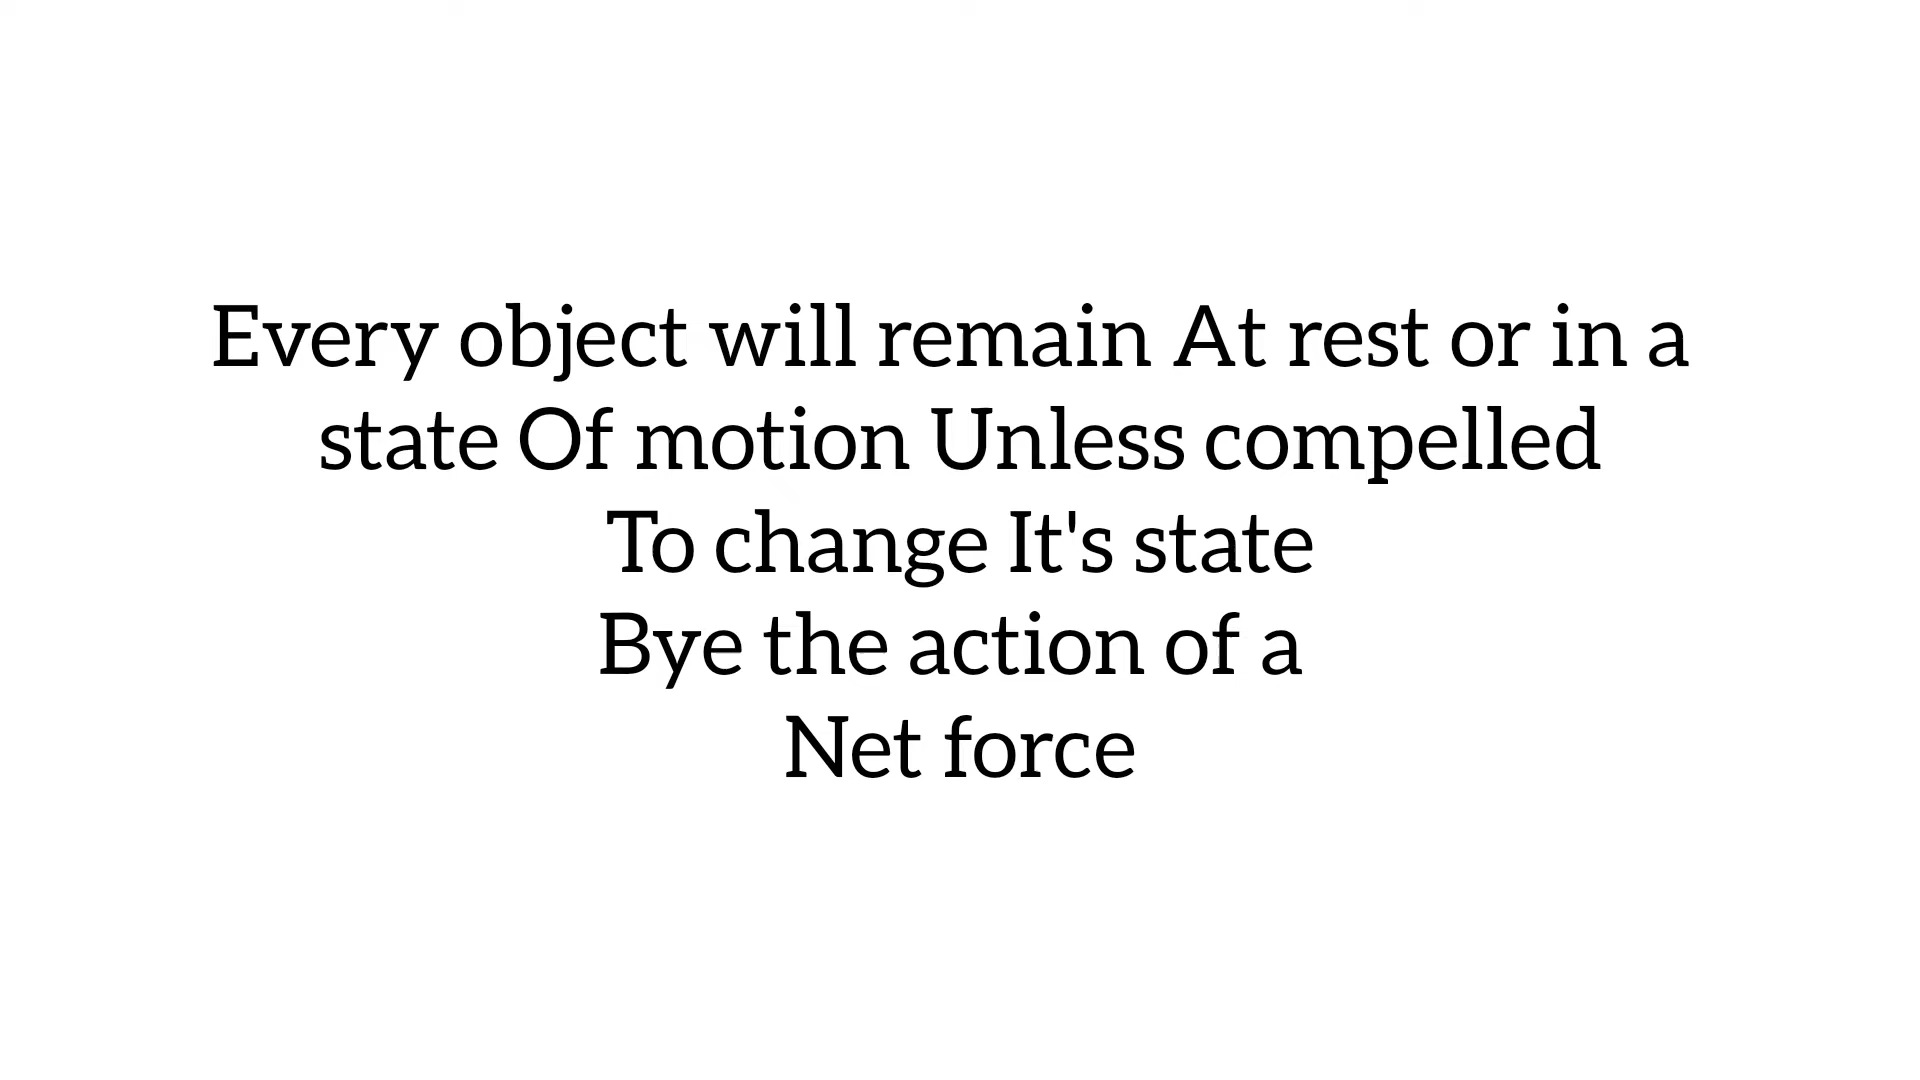 Every object will remain At rest or in a
state Of motion Unless compelled
To change It's state
Bye the action of a
Net force